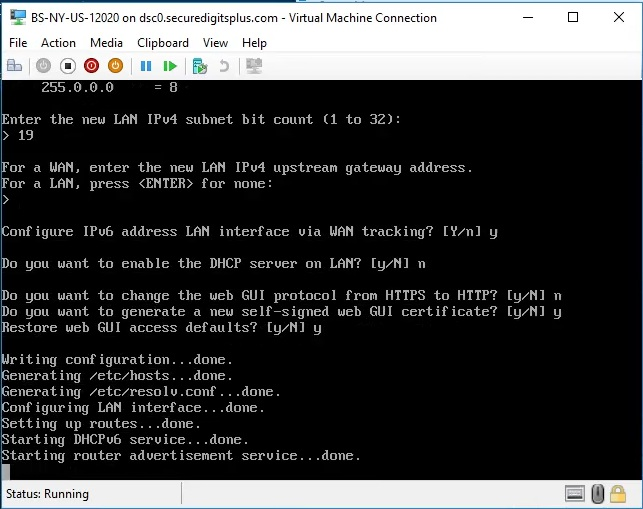 BS-NY-US-12020 on dsc0.securedigitsplus.com - Virtual Machine Connection
File Action Media Clipboard View Help
255.0.0.0 = 8
Enter the new LAN IPv4 subnet bit count (1 to 32):
> 19
For a WAN, enter the new LAN IPv4 upstream gateway address.
For a LAN, press <ENTER> for none:
>
Configure IPv6 address LAN interface via WAN tracking? [Y/n] y
Do you want to enable the DHCP server on LAN? [y/N] n
Do you want to change the web GUI protocol from HTTPS to HTTP? [y/N] n
Do you want to generate a new self-signed web GUI certificate? [y/N] y
Restore web GUI access defaults? [y/N] y
Writing configuration...done.
Generating /etc/hosts...done.
Generating /etc/resolv.conf...done.
Configuring LAN interface...done.
Setting up routes...done.
Starting DHCPv6 service...done.
Starting router advertisement service...done.
Status: Running